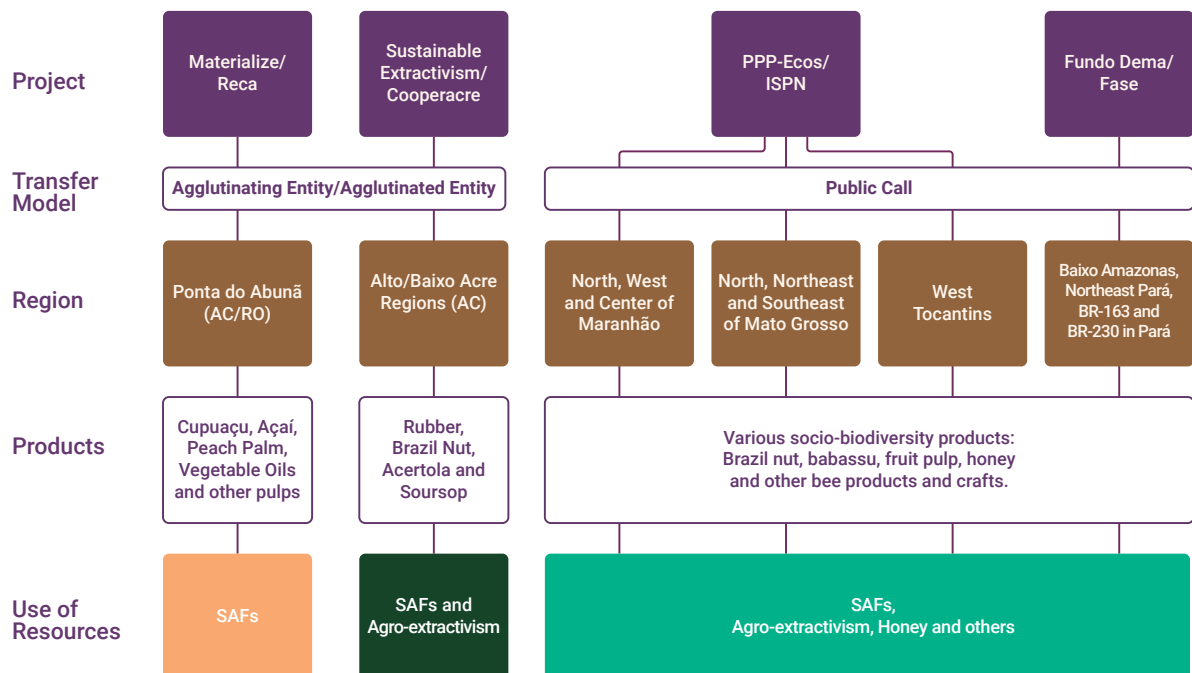 Project
Materialize/
Reca
Sustainable
Extractivism/
Cooperacre
PPP-Ecos/
ISPN
Fundo Dema/
Fase
Transfer
Model
Agglutinating Entity/Agglutinated Entity
Public Call
Region
Ponta do Abunã
(AC/RO)
Alto/Baixo Acre
Regions (AC)
North, West
and Center of
Maranhão
North, Northeast
and Southeast
of Mato Grosso
West
Tocantins
Baixo Amazonas,
Northeast Pará,
BR-163 and
BR-230 in Pará
Products
Cupuaçu, Açaí,
Peach Palm,
Vegetable Oils
and other pulps
Rubber,
Brazil Nut,
Acertola and
Soursop
Various socio-biodiversity products:
Brazil nut, babassu, fruit pulp, honey
and other bee products and crafts.
Use of
Resources
SAFs
SAFs and
Agro-extractivism
SAFs,
Agro-extractivism, Honey and others